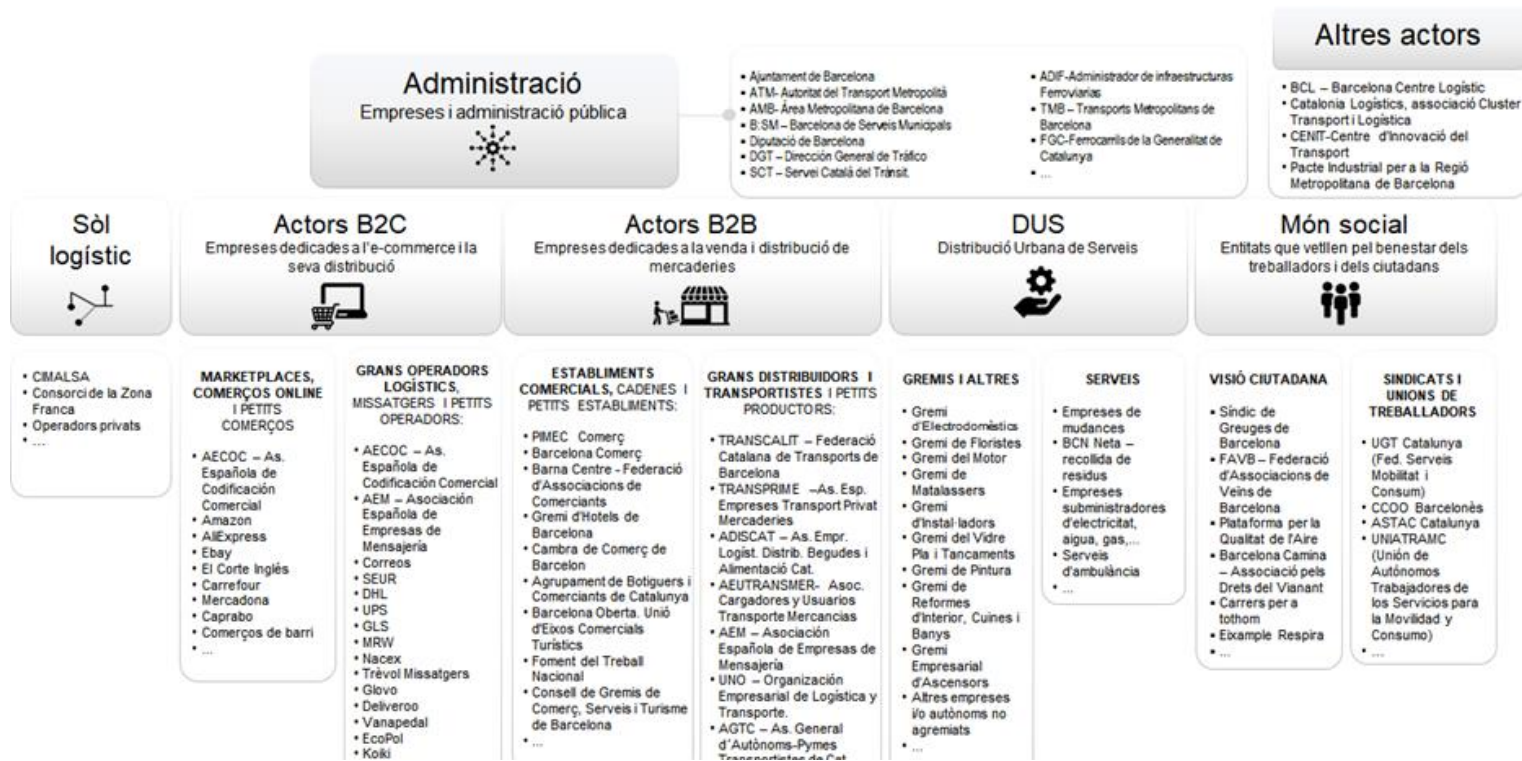 Administració
Empreses i administració pública
▪ Ajuntament de Barcelona
▪ ATM- Autoritat del Transport Metropolità
▪ AMB- Àrea Metropolitana de Barcelona
▪ B:SM – Barcelona de Serveis Municipals
▪ Diputació de Barcelona
▪ DGT – Dirección General de Tráfico
▪ SCT – Servei Català del Trànsit.
▪ ADIF-Administrador de infraestructuras
Ferroviarias
▪ TMB – Transports Metropolitans de
Barcelona
▪ FGC-Ferrocarrils de la Generalitat de
Catalunya
▪ ...
Altres actors
• BCL – Barcelona Centre Logístic
• Catalonia Logístics, associació Cluster
Transport i Logística
• CENIT-Centre d'Innovació del
Transport
• Pacte Industrial per a la Regió
Metropolitana de Barcelona
Sòl
logístic
• CIMALSA
• Consorci de la Zona
Franca
• Operadors privats
• ...
Actors B2C
Empreses dedicades a l'e-commerce i la
seva distribució
MARKETPLACES,
COMERÇOS ONLINE
I PETITS
COMERÇOS
• AECOC – As.
Española de
Codificación
Comercial
• Amazon
• AliExpress
• Ebay
• El Corte Inglés
• Carrefour
• Mercadona
• Caprabo
• Comerços de barri
• ...
GRANS OPERADORS
LOGÍSTICS,
MISSATGERS I PETITS
OPERADORS:
• AECOC – As.
Española de
Codificación Comercial
• AEM – Asociación
Española de
Empresas de
Mensajería
• Correos
• SEUR
• DHL
• UPS
• GLS
• MRW
• Nacex
• Trèvol Missatgers
• Glovo
• Deliveroo
• Vanapedal
• EcoPol
• Koiki
Actors B2B
Empreses dedicades a la venda i distribució de
mercaderies
ESTABLIMENTS
COMERCIALS, CADENES I
PETITS ESTABLIMENTS:
• PIMEC Comerç
• Barcelona Comerç
• Barna Centre - Federació
d'Associacions de
Comerciants
• Gremi d'Hotels de
Barcelona
• Cambra de Comerç de
Barcelon
• Agrupament de Botiguers i
Comerciants de Catalunya
• Barcelona Oberta. Unió
d'Eixos Comercials
Turístics
• Foment del Treball
Nacional
• Consell de Gremis de
Comerç, Serveis i Turisme
de Barcelona
• ...
GRANS DISTRIBUIDORS I
TRANSPORTISTES I PETITS
PRODUCTORS:
• TRANSCALIT – Federació
Catalana de Transports de
Barcelona
• TRANSPRIME –As. Esp.
Empreses Transport Privat
Mercaderies
• ADISCAT – As. Empr.
Logíst. Distrib. Begudes i
Alimentació Cat.
• AEUTRANSMER- Asoc.
Cargadores y Usuarios
Transporte Mercancias
• AEM – Asociación
Española de Empresas de
Mensajería
• UNO – Organización
Empresarial de Logística y
Transporte.
• AGTC – As. General
d´Autònoms-Pymes
Transportistes de Cat
DUS
Distribució Urbana de Serveis
GREMIS I ALTRES
• Gremi
d'Electrodomèstics
• Gremi de Floristes
• Gremi del Motor
• Gremi de
Matalassers
• Gremi
d'Instal·ladors
• Gremi del Vidre
Pla i Tancaments
• Gremi de Pintura
• Gremi de
Reformes
d'Interior, Cuines i
Banys
• Gremi
Empresarial
d'Ascensors
• Altres empreses
i/o autònoms no
agremiats
• ...
SERVEIS
• Empreses de
mudances
• BCN Neta –
recollida de
residus
• Empreses
subministradores
d'electricitat,
aigua, gas,...
• Serveis
d'ambulància
• ...
Món social
Entitats que vetllen pel benestar dels
treballadors i dels ciutadans
VISIÓ CIUTADANA
▪ Síndic de
Greuges de
Barcelona
▪ FAVB – Federació
d'Associacions de
Veïns de
Barcelona
▪ Plataforma per la
Qualitat de l'Aire
▪ Barcelona Camina
– Associació pels
Drets del Vianant
▪ Carrers per a
tothom
▪ Eixample Respira
▪ ...
SINDICATS I
UNIONS DE
TREBALLADORS
• UGT Catalunya
(Fed. Serveis
Mobilitat i
Consum)
• CCOO Barcelonès
• ASTAC Catalunya
• UNIATRAMC
(Unión de
Autónomos
Trabajadores de
los Servicios para
la Movilidad y
Consumo)
• ...